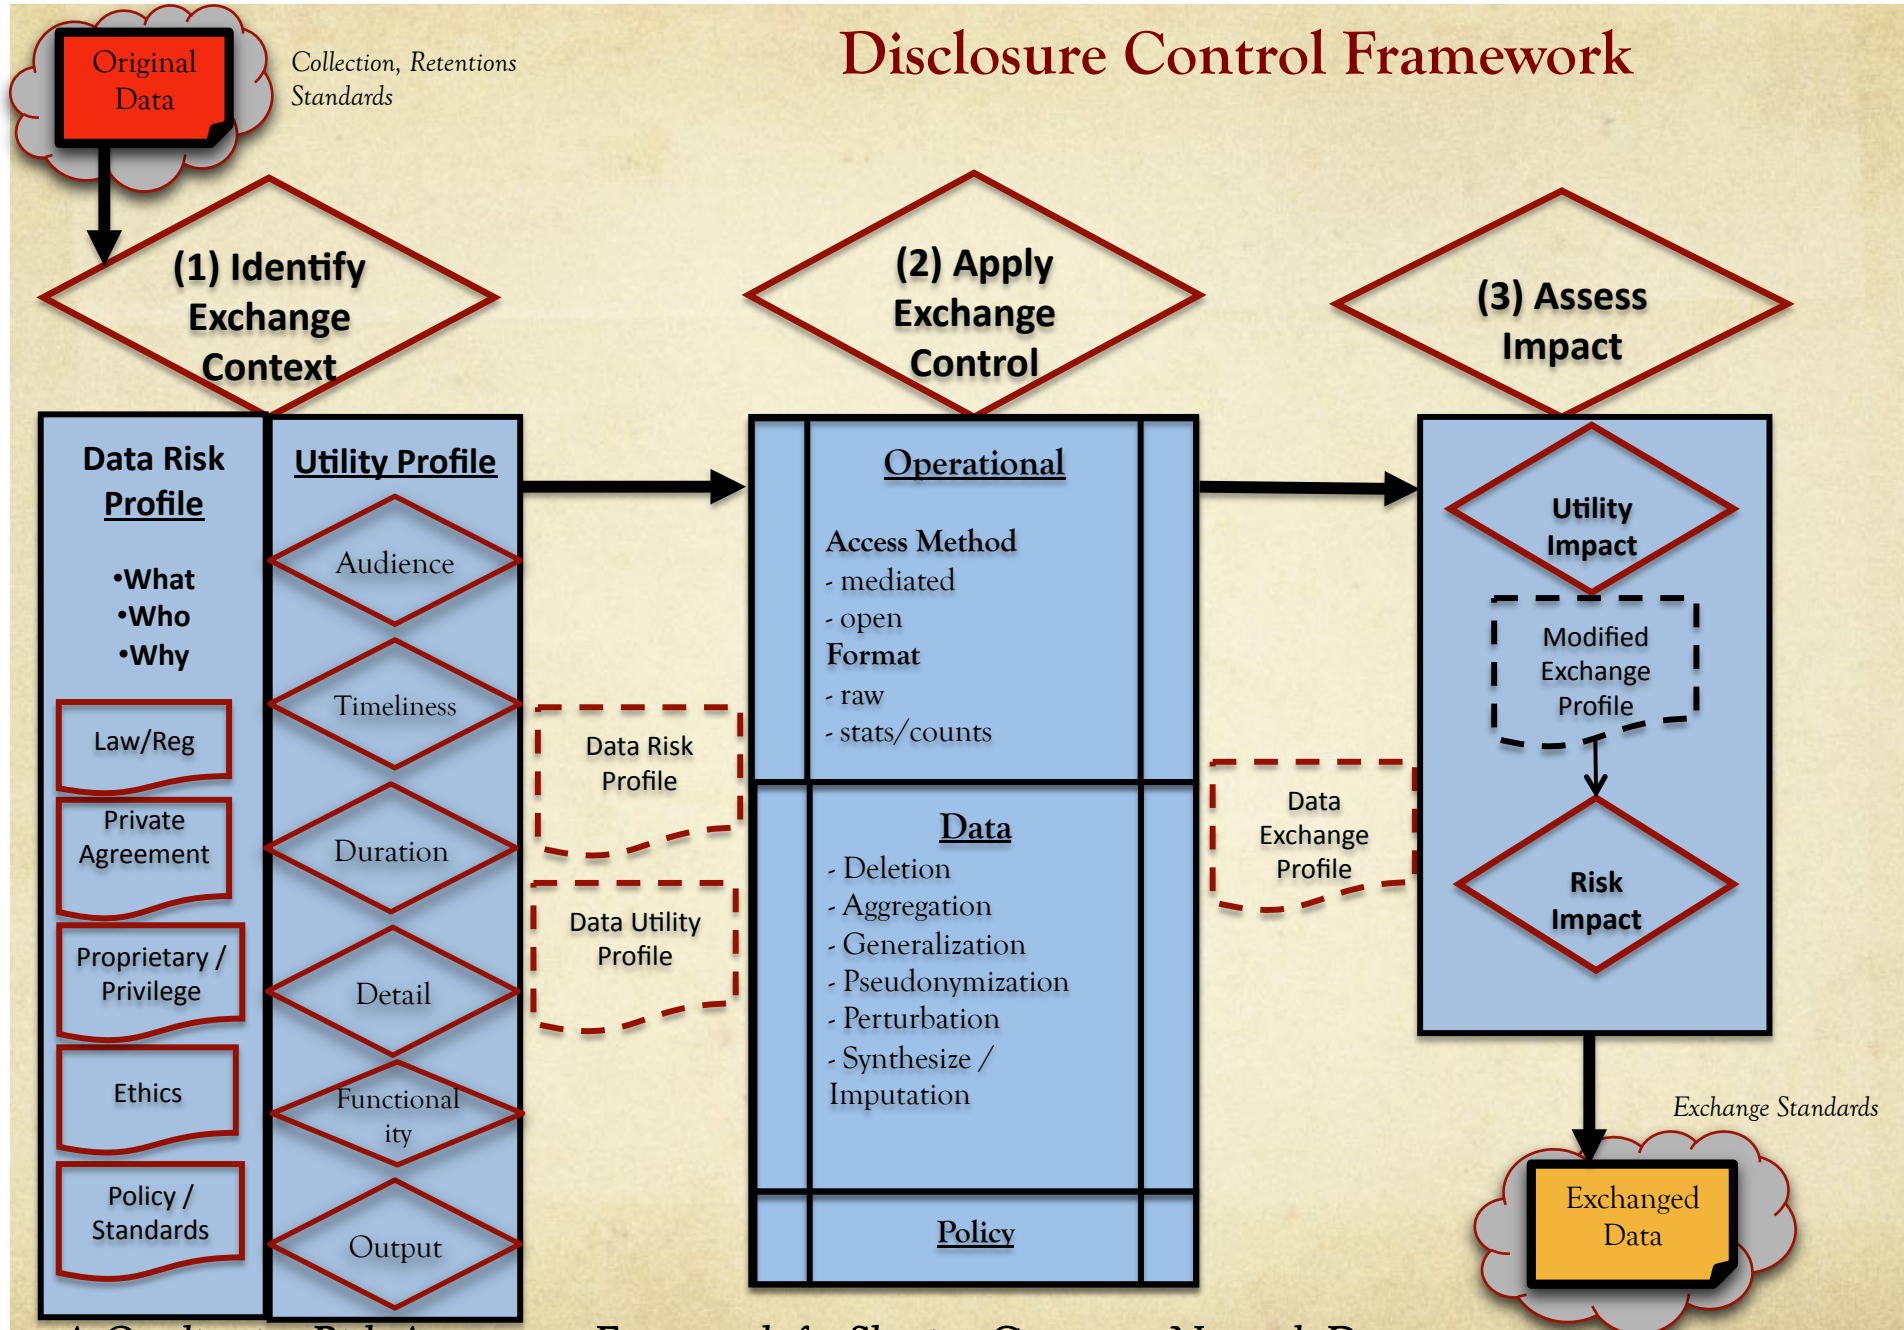 Original
Data
Collection, Retentions
Standards
Disclosure Control Framework
(1) Identify
Exchange
Context
(2) Apply
Exchange
Control
(3) Assess
Impact
Data Risk
Profile
•What
•Who
•Why
Law/Reg
Private
Agreement
Proprietary /
Privilege
Ethics
Policy /
Standards
Utility Profile
Audience
Timeliness
Duration
Detail
Functional
ity
Output
Data Risk
Profile
Data Utility
Profile
Operational
Access Method
- mediated
- open
Format
- raw
- stats/counts
Data
- Deletion
- Aggregation
- Generalization
- Pseudonymization
- Perturbation
- Synthesize /
Imputation
Policy
Data
Exchange
Profile
Utility
Impact
Modified
Exchange
Profile
Risk
Impact
Exchange Standards
Exchanged
Data